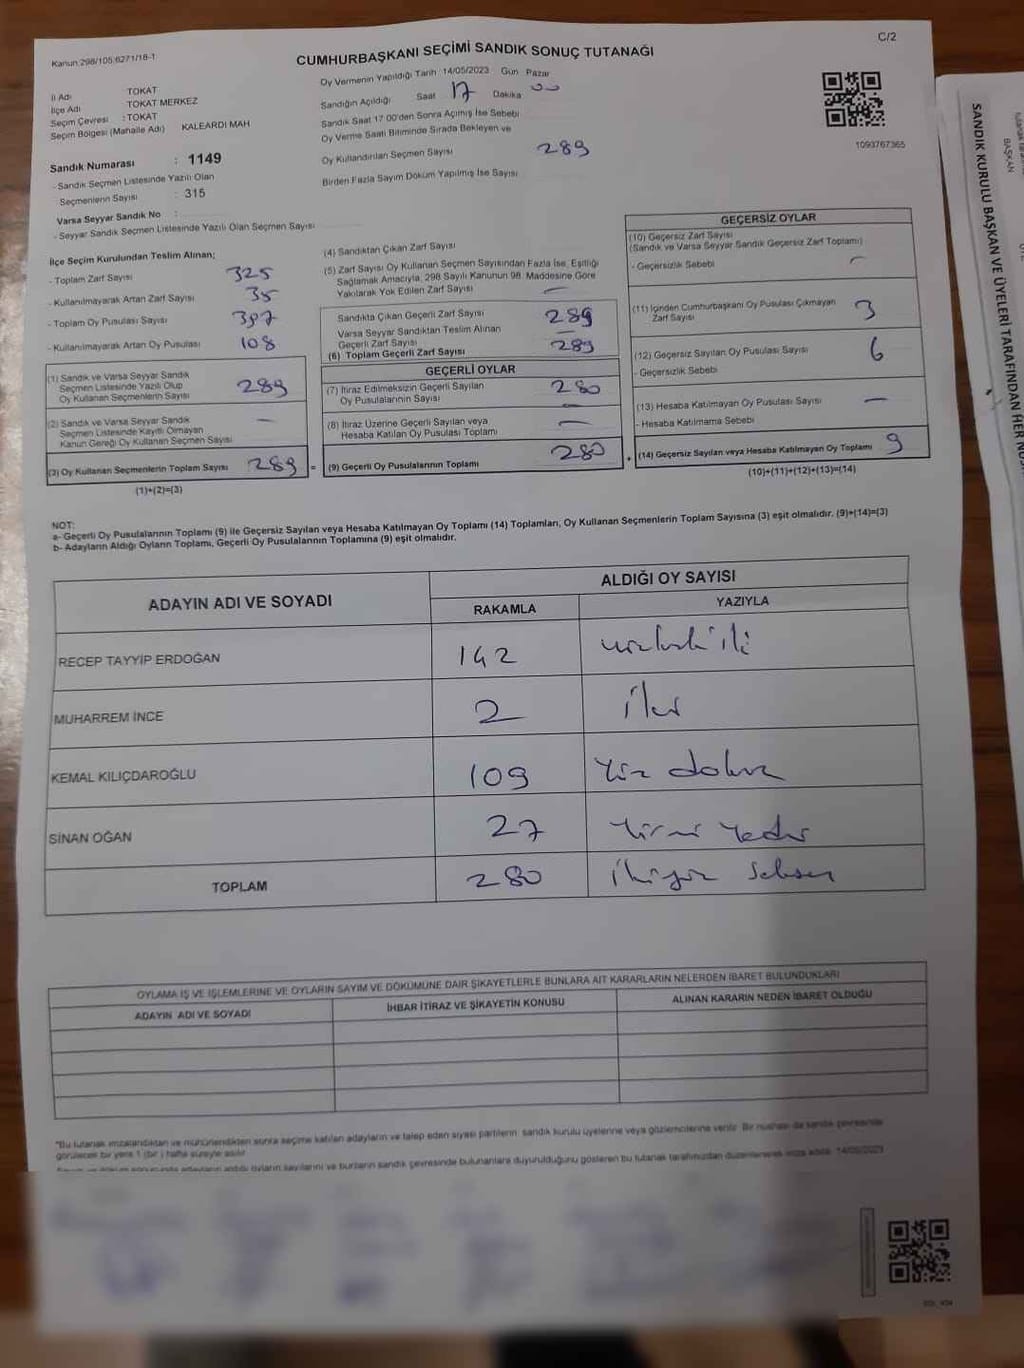 C/2
Kanun:298/105,6271/18-1
CUMHURBAŞKANI SEÇİMİ SANDIK SONUÇ TUTANAĞI
İl Adı TOKAT
İlçe Adı TOKAT MERKEZ
Seçim Çevresi : TOKAT
Seçim Bölgesi (Mahalle Adı) KALEARDI MAH
Sandık Numarası : 1149
- Sandık Seçmen Listesinde Yazılı Olan
Seçmenlerin Sayısı : 315
Varsa Seyyar Sandık No :
- Seyyar Sandık Seçmen Listesinde Yazılı Olan Seçmen Sayısı
Oy Vermenin Yapıldığı Tarih :14/05/2023 Gün Pazar
Sandığın Açıldığı Saat 17 Dakika 00
Sandık Saat 17:00'den Sonra Açılmış İse Sebebi
Oy Verme Saati Bitiminde Sırada Bekleyen ve
Oy Kullandırılan Seçmen Sayısı 289
Birden Fazla Sayım Döküm Yapılmış İse Sayısı
1093767365
İlçe Seçim Kurulundan Teslim Alınan;
- Toplam Zarf Sayısı 325
- Kullanılmayarak Artan Zarf Sayısı 35
- Toplam Oy Pusulası Sayısı 397
- Kullanılmayarak Artan Oy Pusulası 108
(1) Sandık ve Varsa Seyyar Sandık
Seçmen Listesinde Yazılı Olup
Oy Kullanan Seçmenlerin Sayısı 289
(2) Sandık ve Varsa Seyyar Sandık
Seçmen Listesinde Kayıtlı Olmayan
Kanun Gereği Oy Kullanan Seçmen Sayısı —
(3) Oy Kullanan Seçmenlerin Toplam Sayısı 289 =
(1)+(2)=(3)
(4) Sandıktan Çıkan Zarf Sayısı
(5) Zarf Sayısı Oy Kullanan Seçmen Sayısından Fazla İse, Eşitliği
Sağlamak Amacıyla, 298 Sayılı Kanunun 98. Maddesine Göre
Yakılarak Yok Edilen Zarf Sayısı —
Sandıkta Çıkan Geçerli Zarf Sayısı 289
Varsa Seyyar Sandıktan Teslim Alınan
Geçerli Zarf Sayısı —
(6) Toplam Geçerli Zarf Sayısı 289
GEÇERLİ OYLAR
(7) İtiraz Edilmeksizin Geçerli Sayılan
Oy Pusulalarının Sayısı 280
(8) İtiraz Üzerine Geçerli Sayılan veya
Hesaba Katılan Oy Pusulası Toplamı —
(9) Geçerli Oy Pusulalarının Toplamı 280 +
GEÇERSİZ OYLAR
(10) Geçersiz Zarf Sayısı
(Sandık ve Varsa Seyyar Sandık Geçersiz Zarf Toplamı)
- Geçersizlik Sebebi —
(11) İçinden Cumhurbaşkanı Oy Pusulası Çıkmayan
Zarf Sayısı 3
(12) Geçersiz Sayılan Oy Pusulası Sayısı 6
- Geçersizlik Sebebi
(13) Hesaba Katılmayan Oy Pusulası Sayısı —
- Hesaba Katılmama Sebebi
(14) Geçersiz Sayılan veya Hesaba Katılmayan Oy Toplamı 9
(10)+(11)+(12)+(13)=(14)
NOT:
a- Geçerli Oy Pusulalarının Toplamı (9) ile Geçersiz Sayılan veya Hesaba Katılmayan Oy Toplamı (14) Toplamları, Oy Kullanan Seçmenlerin Toplam Sayısına (3) eşit olmalıdır. (9)+(14)=(3)
b- Adayların Aldığı Oyların Toplamı, Geçerli Oy Pusulalarının Toplamına (9) eşit olmalıdır.
ADAYIN ADI VE SOYADI ALDIĞI OY SAYISI
RAKAMLA YAZIYLA
RECEP TAYYİP ERDOĞAN 142
MUHARREM İNCE 2 iki
KEMAL KILIÇDAROĞLU 109 Yüz dokuz
SİNAN OĞAN 27 Yirmi Yedi
TOPLAM 280 İkiyüz Seksen
OYLAMA İŞ VE İŞLEMLERİNE VE OYLARIN SAYIM VE DÖKÜMÜNE DAİR ŞİKAYETLERLE BUNLARA AİT KARARLARIN NELERDEN İBARET BULUNDUKLARI
ADAYIN ADI VE SOYADI İHBAR İTİRAZ VE ŞİKAYETİN KONUSU ALINAN KARARIN NEDEN İBARET OLDUĞU
"Bu tutanak imzalandıktan ve mühürlendikten sonra seçime katılan adayların ve talep eden siyasi partilerin sandık kurulu üyelerine veya gözlemcilerine verilir. Bir nüshası da sandık çevresinde
görülecek bir yere 1 (bir) hafta süreyle asılır.
SANDIK KURULU BAŞKAN VE ÜYELERİ TARAFINDAN HER
BAŞKAN